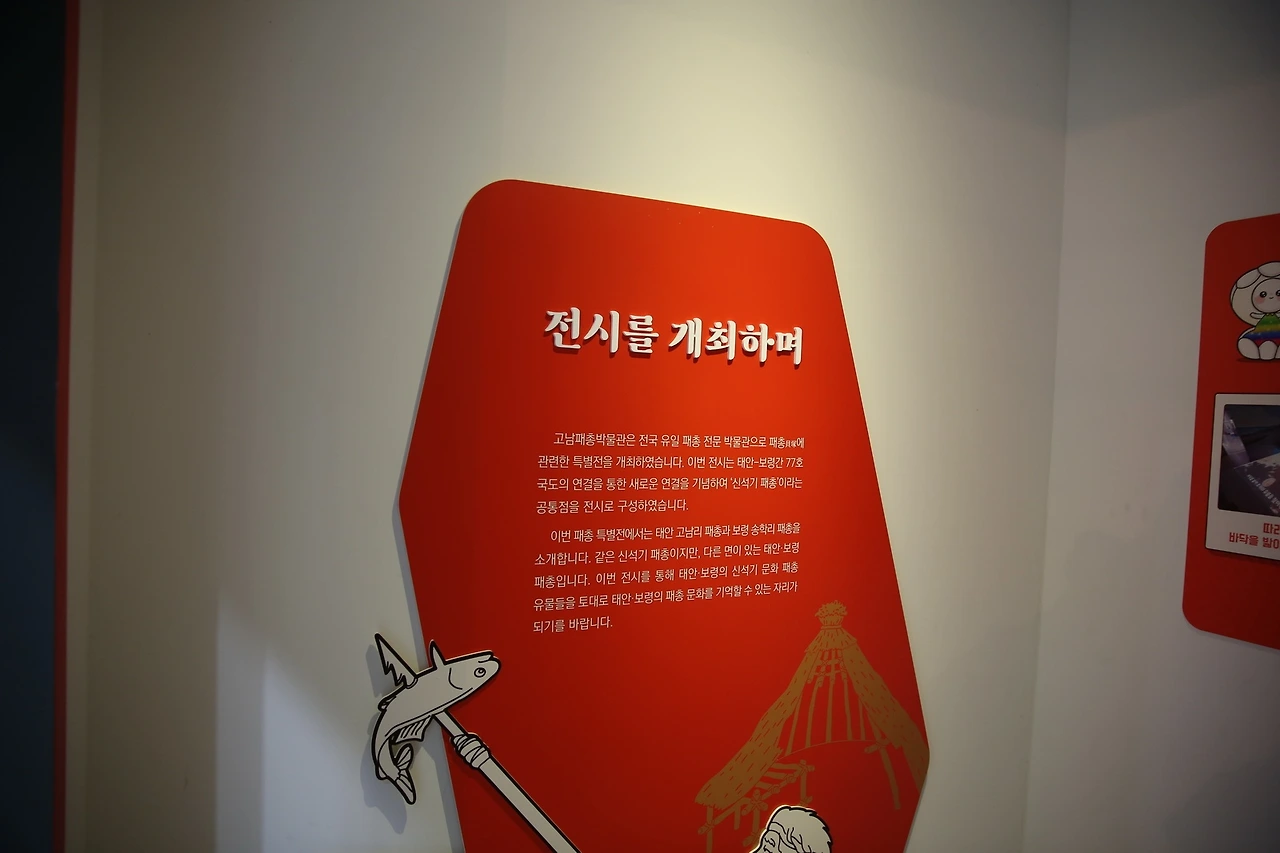 전시를 개최하며
고남패총박물관은 전국 유일 패총 전문 박물관으로 패총貝塚에
관련한 특별전을 개최하였습니다. 이번 전시는 태안-보령간 77호
국도의 연결을 통한 새로운 연결을 기념하여 '신석기 패총'이라는
공통점을 전시로 구성하였습니다.
이번 패총 특별전에서는 태안 고남리 패총과 보령 송학리 패총을
소개합니다. 같은 신석기 패총이지만, 다른 면이 있는 태안·보령
패총입니다. 이번 전시를 통해 태안·보령의 신석기 문화 패총
유물들을 토대로 태안·보령의 패총 문화를 기억할 수 있는 자리가
되기를 바랍니다.
따라
바닥을